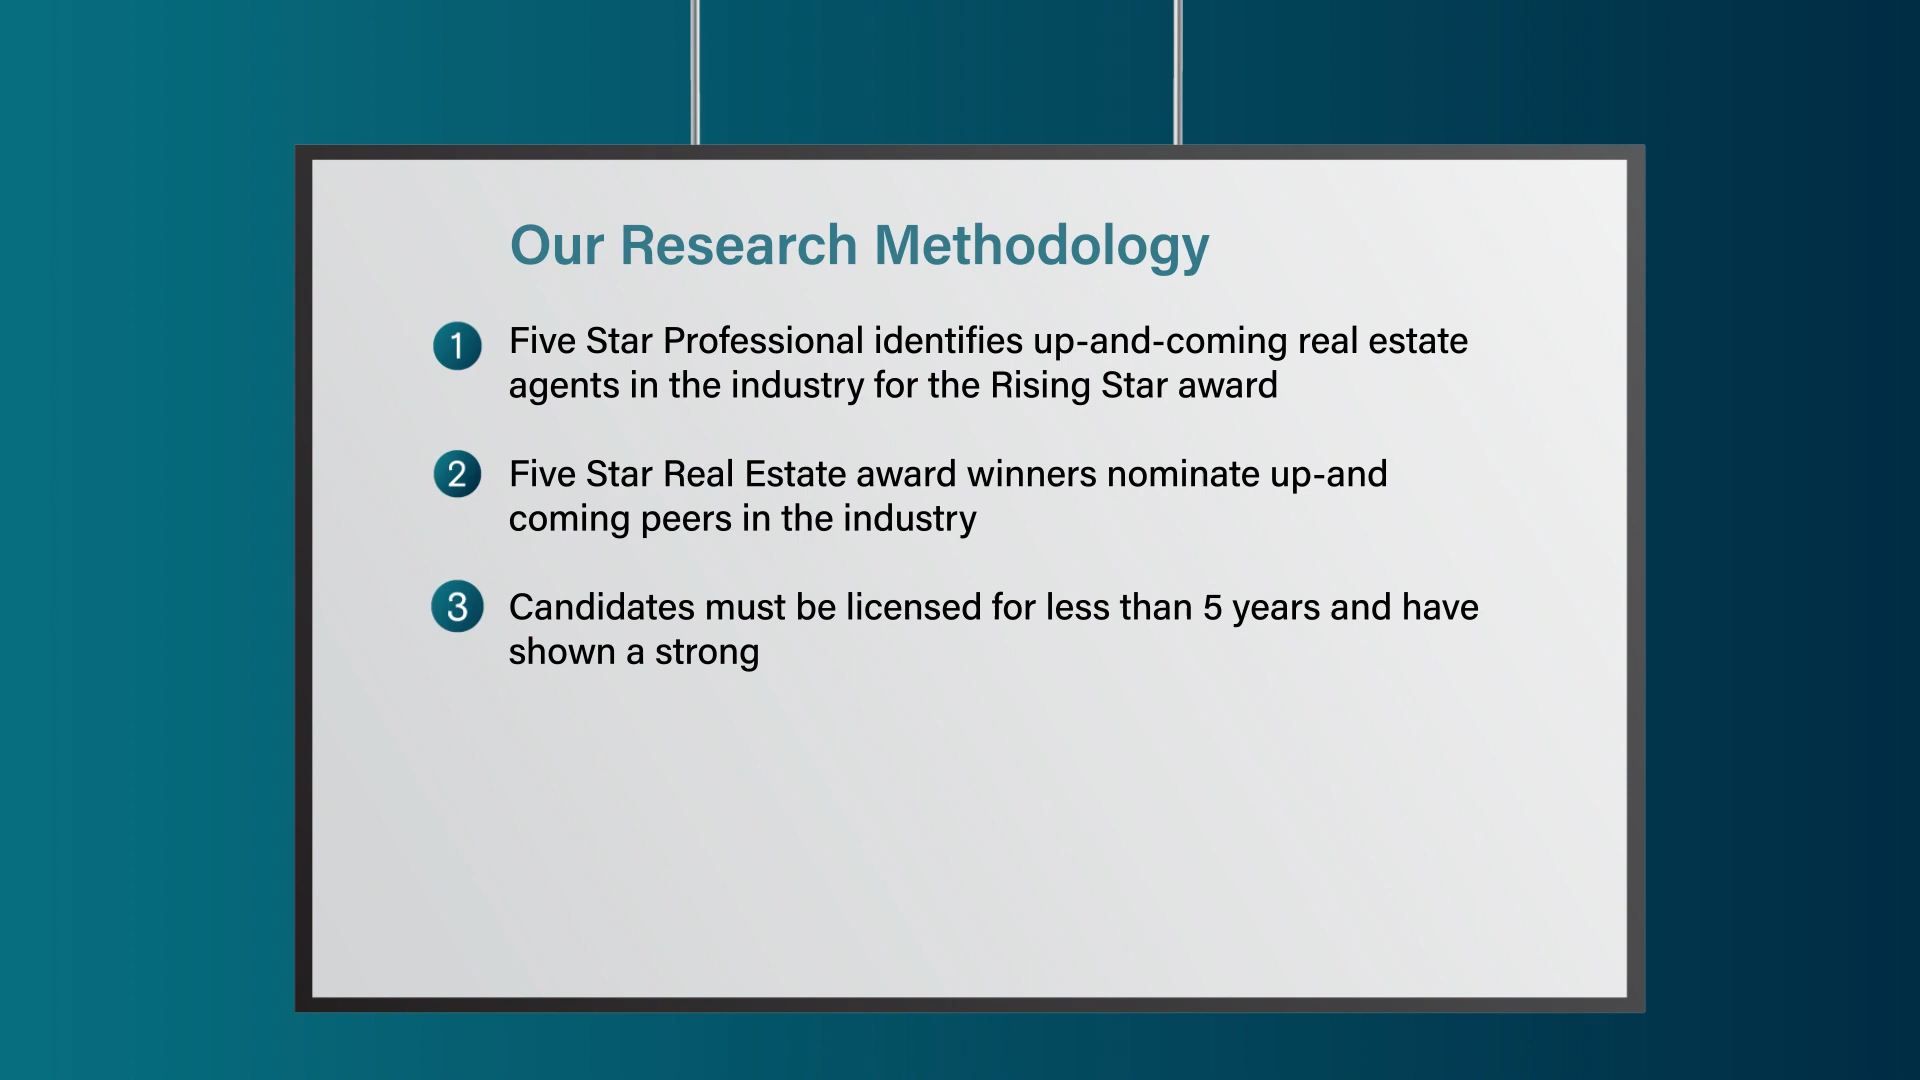 Our Research Methodology
1 Five Star Professional identifies up-and-coming real estate
agents in the industry for the Rising Star award
2 Five Star Real Estate award winners nominate up-and
coming peers in the industry
3 Candidates must be licensed for less than 5 years and have
shown a strong